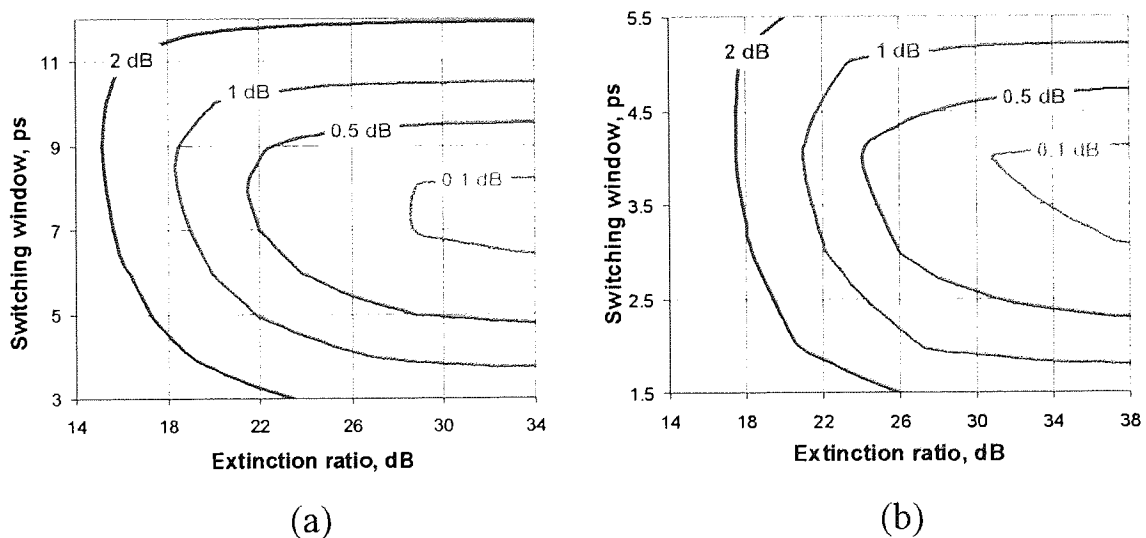 11
9
7
5
3
Switching window, ps
2 dB
1 dB
0.5 dB
0.1 dB
14 18 22 26 30 34
Extinction ratio, dB
(a)
5.5
4.5
3.5
2.5
1.5
Switching window, ps
2 dB
1 dB
0.5 dB
0.1 dB
14 18 22 26 30 34 38
Extinction ratio, dB
(b)